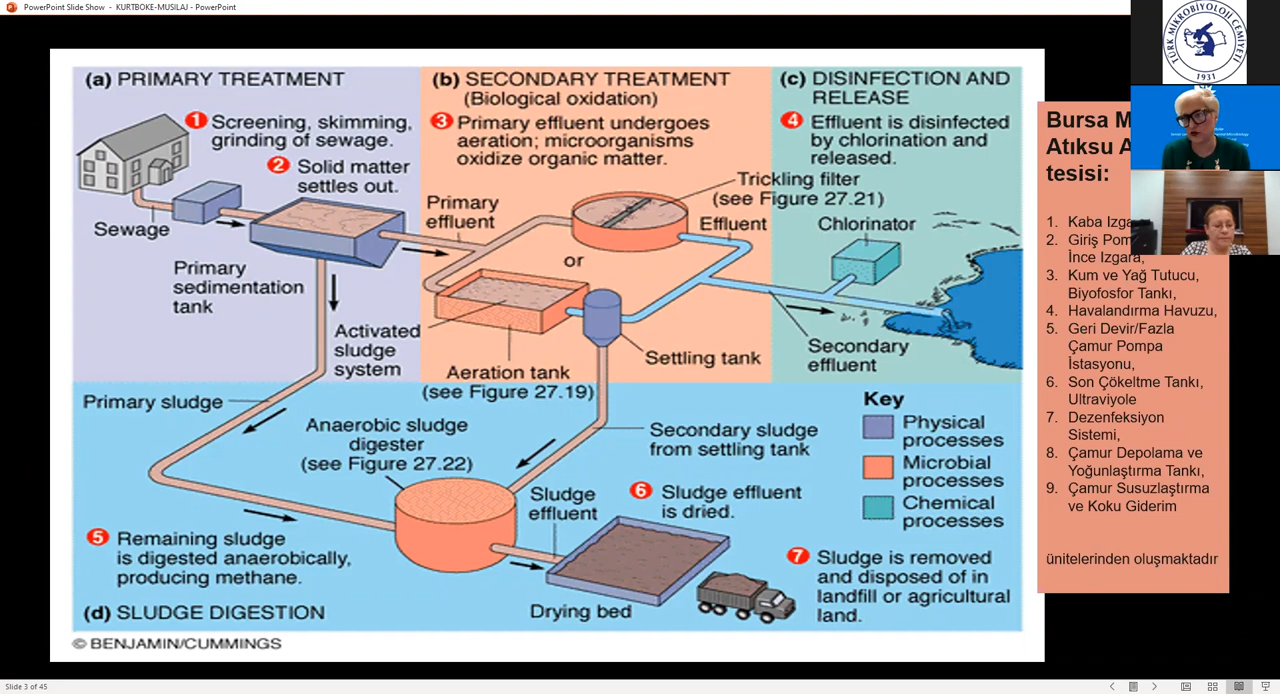 PowerPoint Slide Show - KURTBOKE-MUSILAJ - PowerPoint
(a) PRIMARY TREATMENT
1 Screening, skimming,
grinding of sewage.
2 Solid matter
settles out.
Sewage
Primary
sedimentation
tank
(b) SECONDARY TREATMENT
(Biological oxidation)
3 Primary effluent undergoes
aeration; microorganisms
oxidize organic matter.
Trickling filter
(see Figure 27.21)
Primary
effluent
Effluent
or
Activated
sludge
system
Aeration tank
(see Figure 27.19)
Settling tank
(c) DISINFECTION AND
RELEASE
4 Effluent is disinfected
by chlorination and
released.
Chlorinator
Secondary
effluent
Primary sludge
Anaerobic sludge
digester
(see Figure 27.22)
Secondary sludge
from settling tank
Key
Physical
processes
Microbial
processes
Chemical
processes
5 Remaining sludge
is digested anaerobically,
producing methane.
Sludge
effluent
6 Sludge effluent
is dried.
Drying bed
7 Sludge is removed
and disposed of in
landfill or agricultural
land.
(d) SLUDGE DIGESTION
© BENJAMIN/CUMMINGS
TÜRK MİKROBİYOLOJİ CEMİYETİ
1931
Bursa
Atıksu
tesisi:
1. Kaba
2. Giriş
İnce Izgara,
3. Kum ve Yağ Tutucu,
Biyofosfor Tankı,
4. Havalandırma Havuzu,
5. Geri Devir/Fazla
Çamur Pompa
İstasyonu,
6. Son Çökeltme Tankı,
Ultraviyole
7. Dezenfeksiyon
Sistemi,
8. Çamur Depolama ve
Yoğunlaştırma Tankı,
9. Çamur Susuzlaştırma
ve Koku Giderim
ünitelerinden oluşmaktadır
Slide 3 of 45